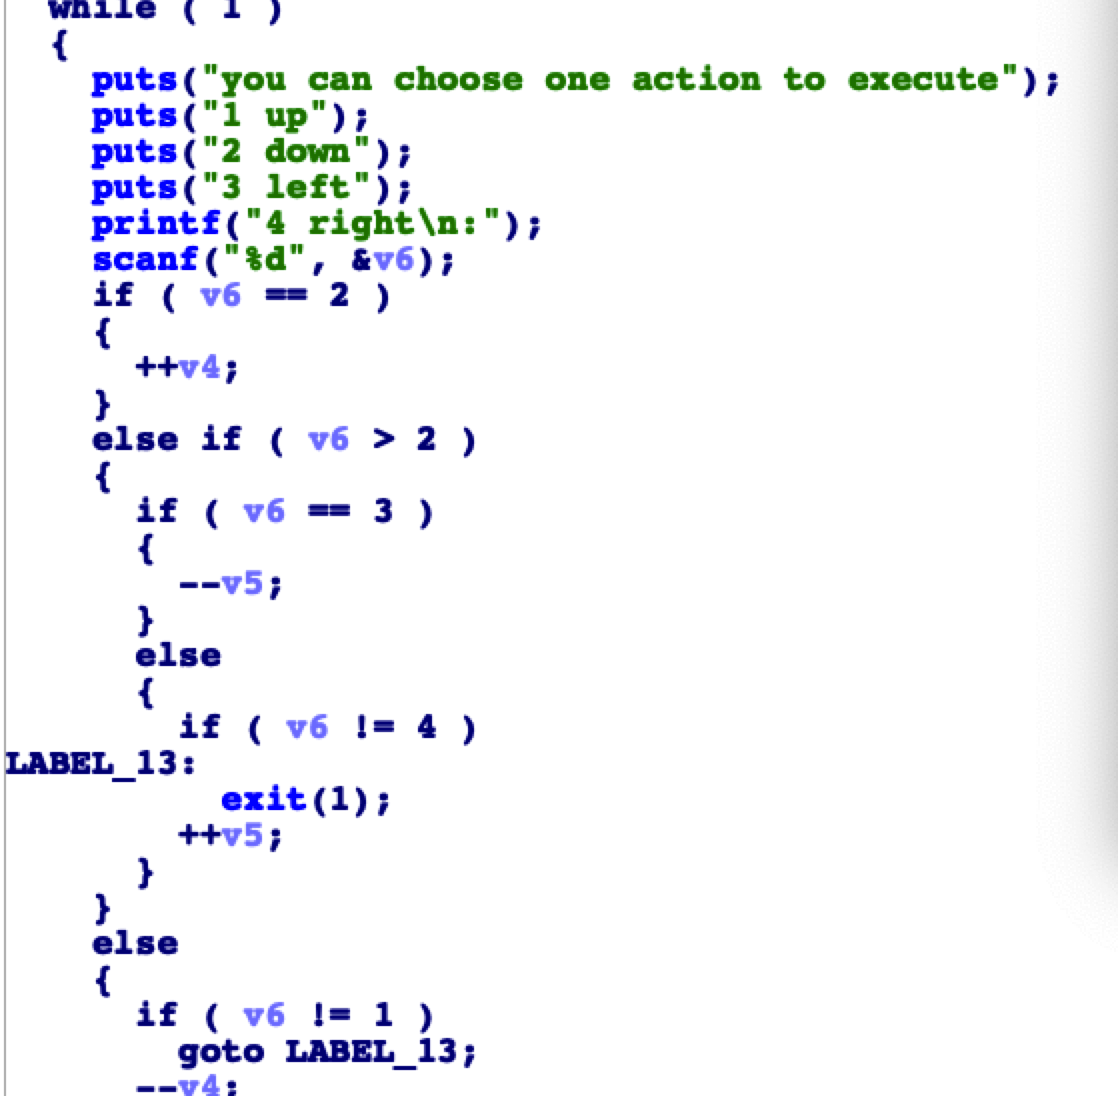 while ( 1 )
{
puts("you can choose one action to execute");
puts("1 up");
puts("2 down");
puts("3 left");
printf("4 right\n:");
scanf("%d", &v6);
if ( v6 == 2 )
{
++v4;
}
else if ( v6 > 2 )
{
if ( v6 == 3 )
{
--v5;
}
else
{
if ( v6 != 4 )
LABEL_13:
exit(1);
++v5;
}
}
else
{
if ( v6 != 1 )
goto LABEL_13;
--v4;